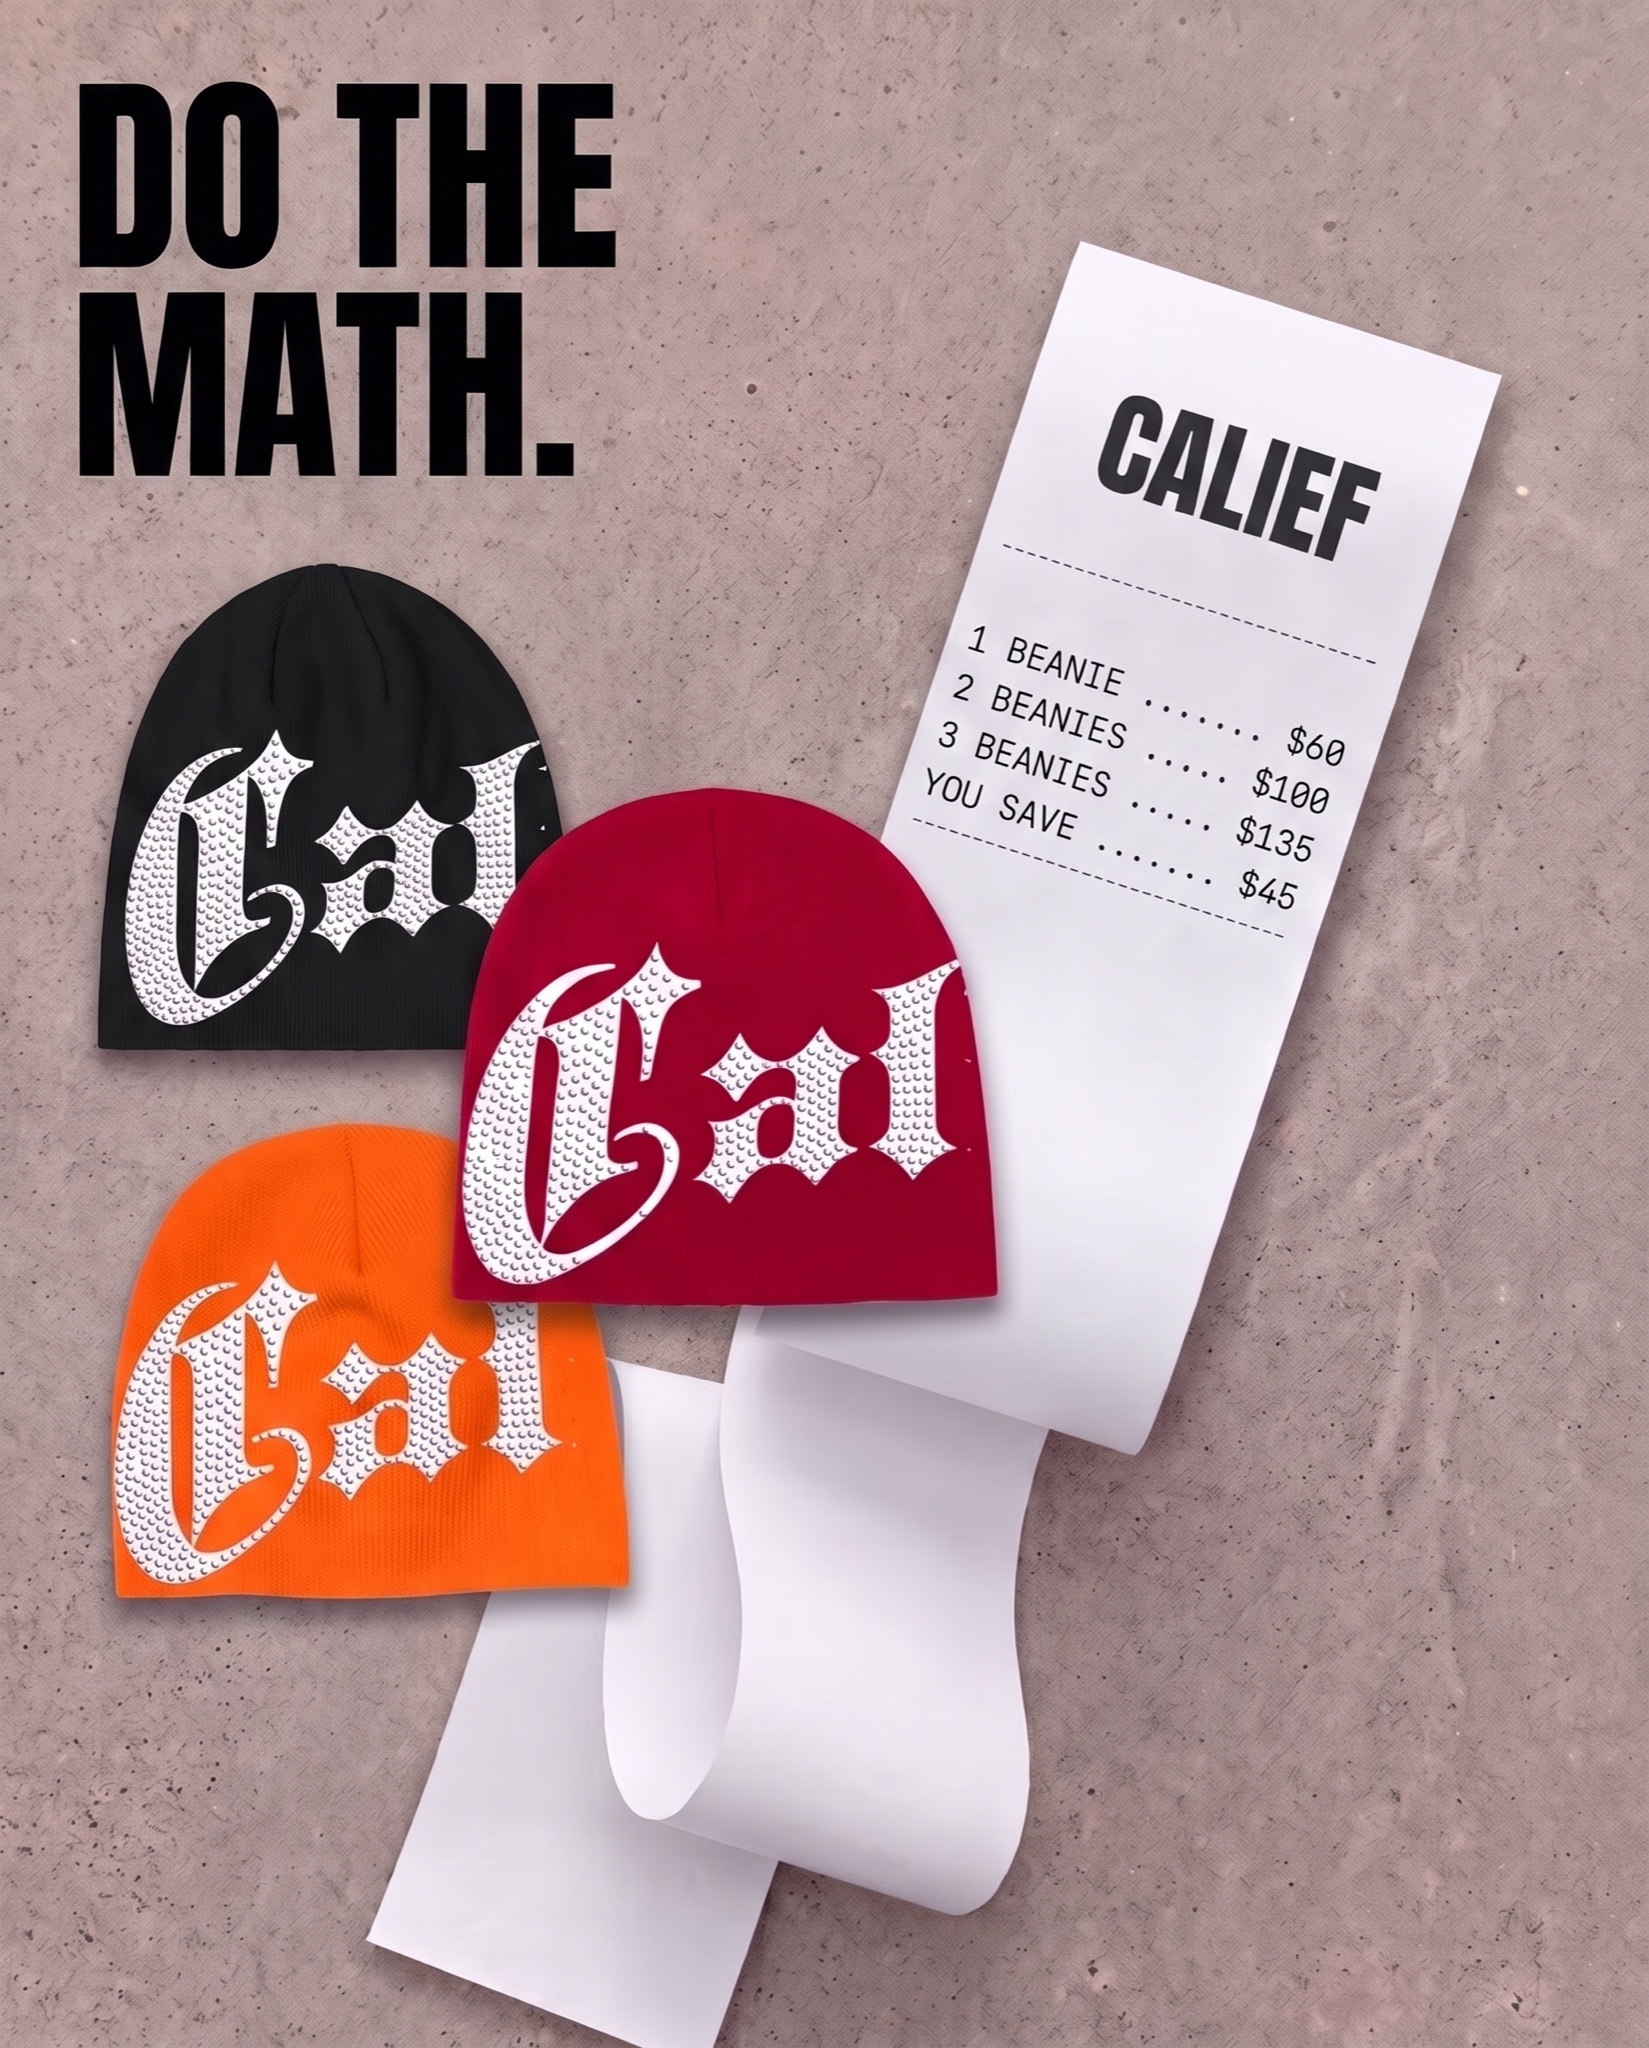 DO THE
MATH.
CALIEF
1 BEANIE ....... $60
2 BEANIES ..... $100
3 BEANIES ..... $135
YOU SAVE ....... $45
Cal
Cal
Cal